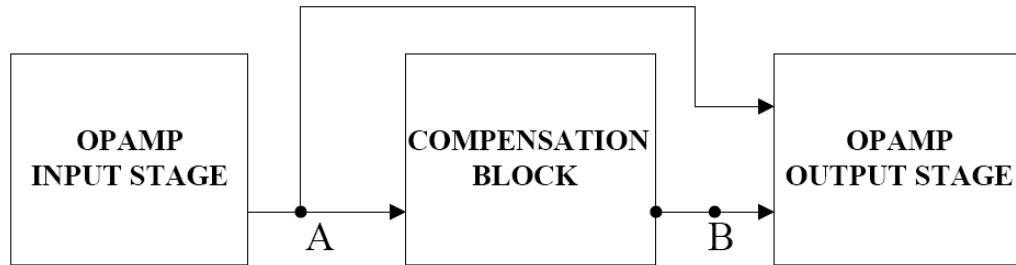 OPAMP
INPUT STAGE
COMPENSATION
BLOCK
OPAMP
OUTPUT STAGE
A
B